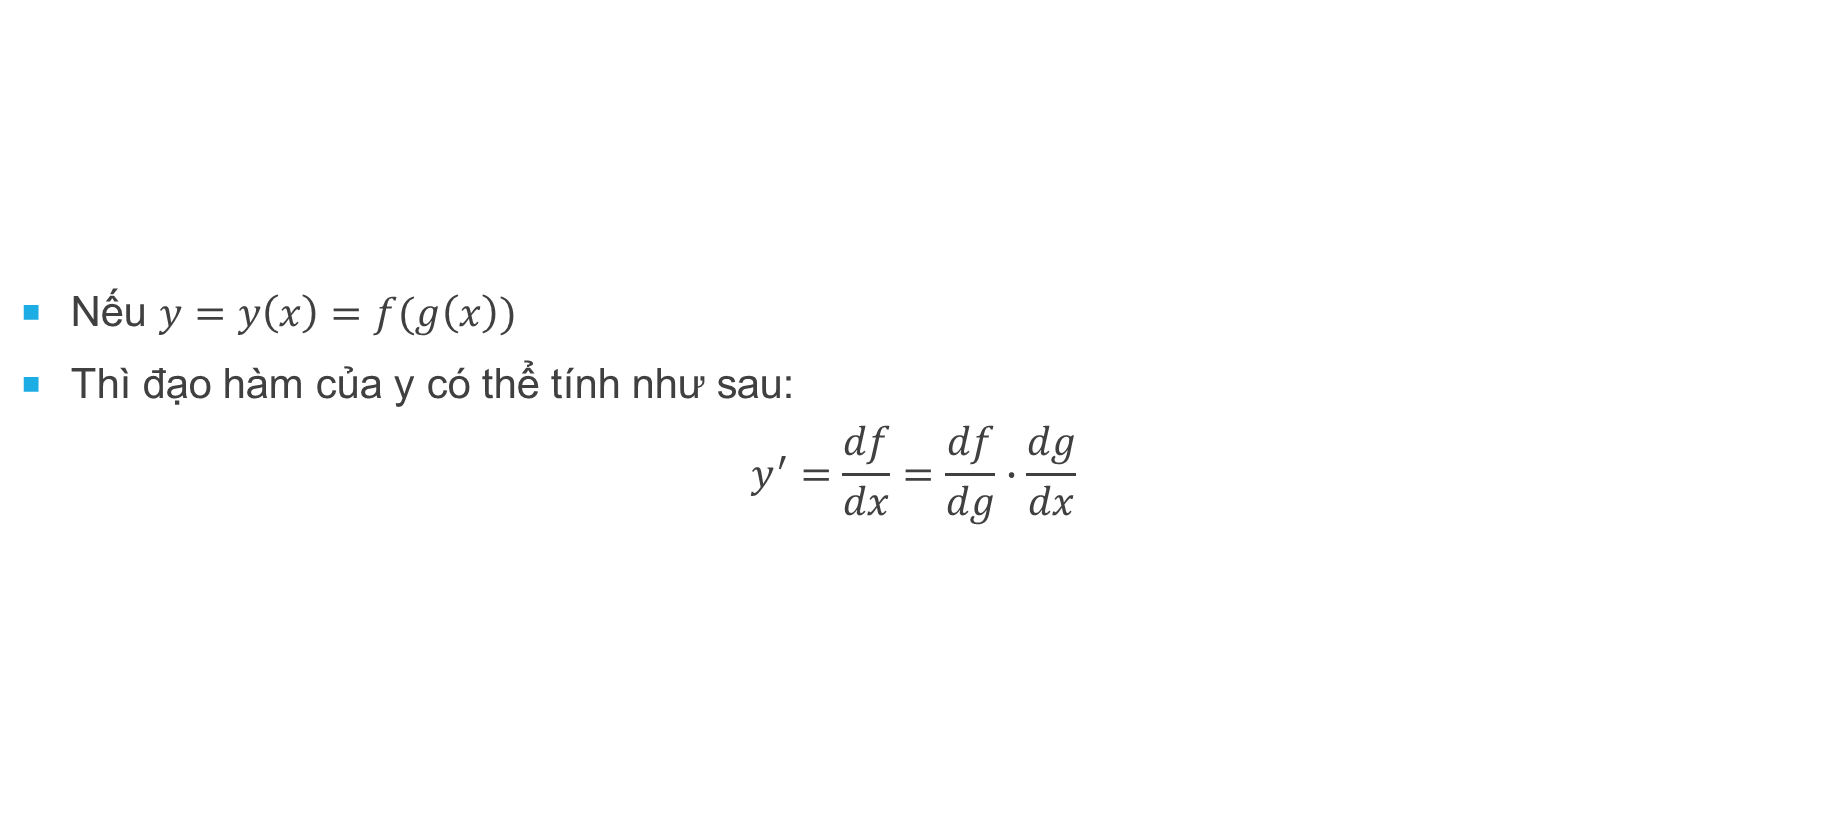 ▪ Nếu y = y(x) = f(g(x))
▪ Thì đạo hàm của y có thể tính như sau:
y′ = df/dx = df/dg · dg/dx